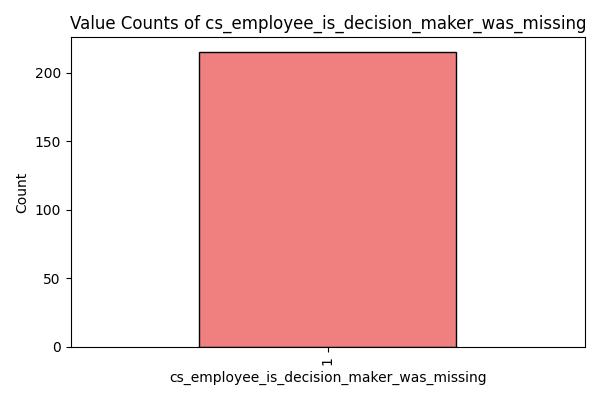 Value Counts of cs_employee_is_decision_maker_was_missing
Count
200
150
100
50
0
1
cs_employee_is_decision_maker_was_missing